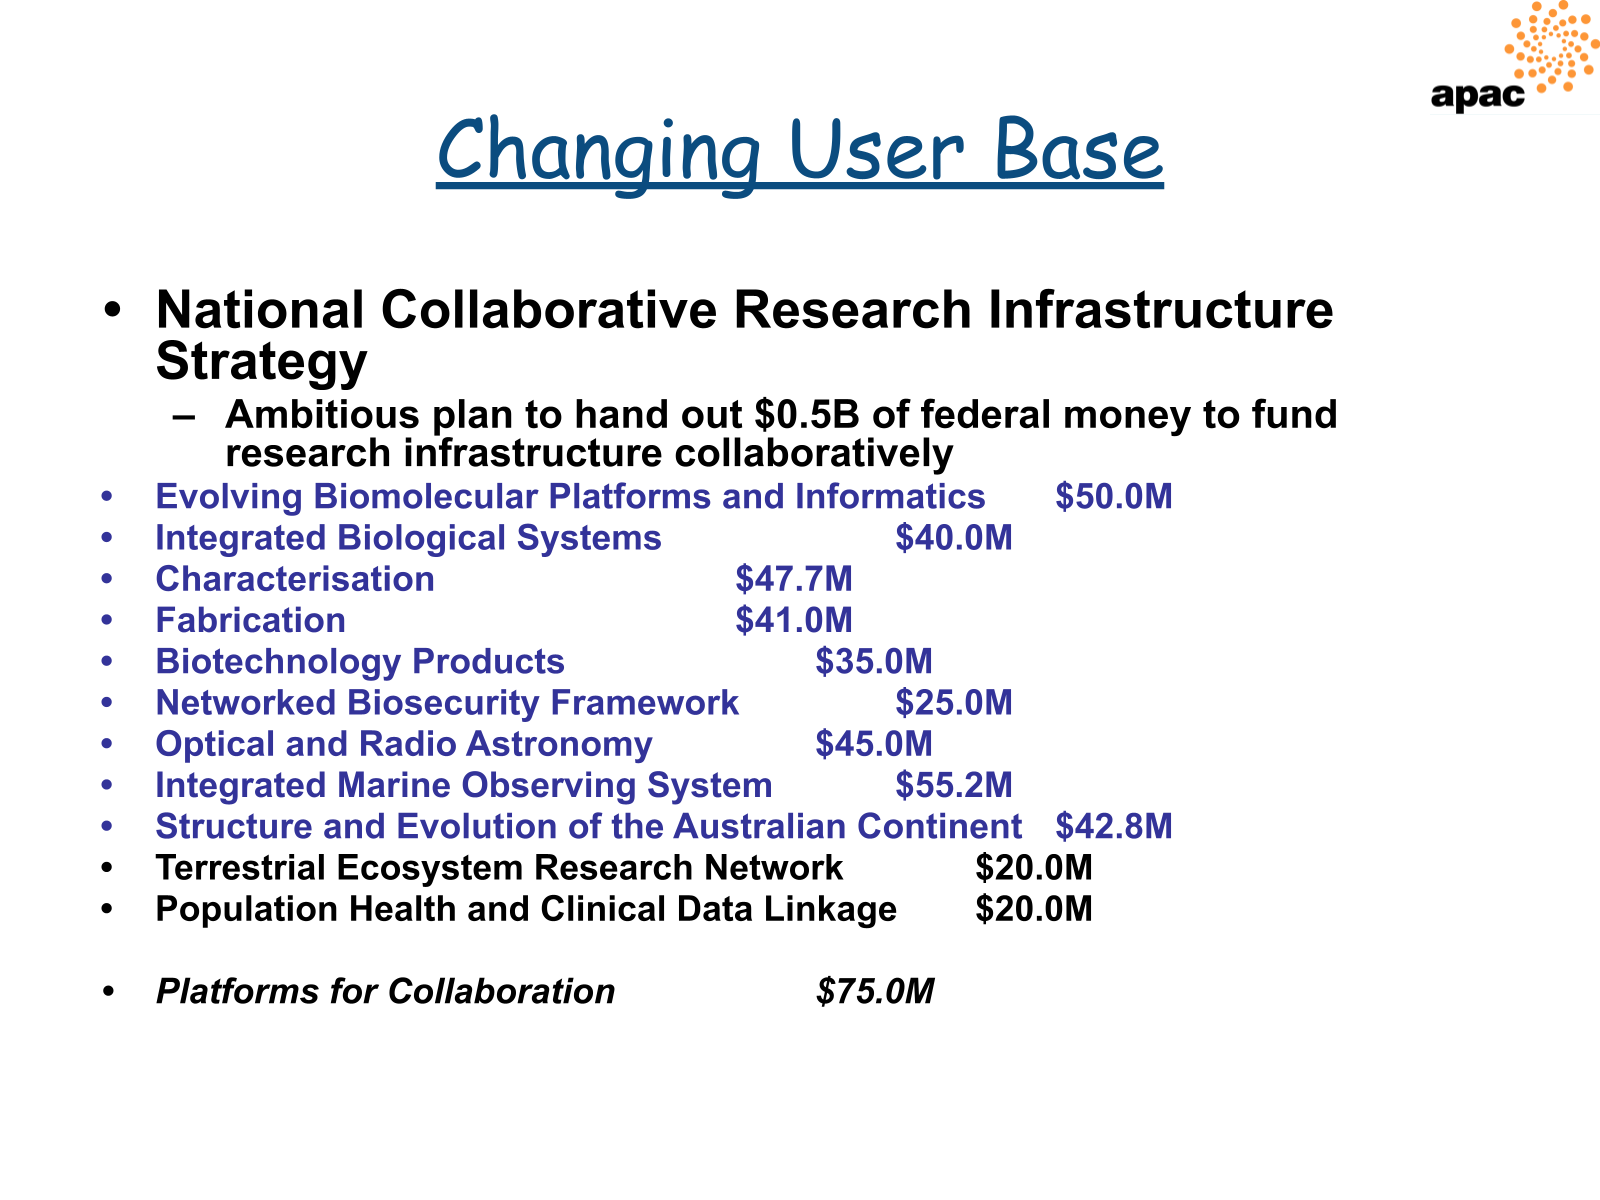 apac
Changing User Base
• National Collaborative Research Infrastructure
Strategy
– Ambitious plan to hand out $0.5B of federal money to fund
research infrastructure collaboratively
• Evolving Biomolecular Platforms and Informatics $50.0M
• Integrated Biological Systems $40.0M
• Characterisation $47.7M
• Fabrication $41.0M
• Biotechnology Products $35.0M
• Networked Biosecurity Framework $25.0M
• Optical and Radio Astronomy $45.0M
• Integrated Marine Observing System $55.2M
• Structure and Evolution of the Australian Continent $42.8M
• Terrestrial Ecosystem Research Network $20.0M
• Population Health and Clinical Data Linkage $20.0M
• Platforms for Collaboration $75.0M